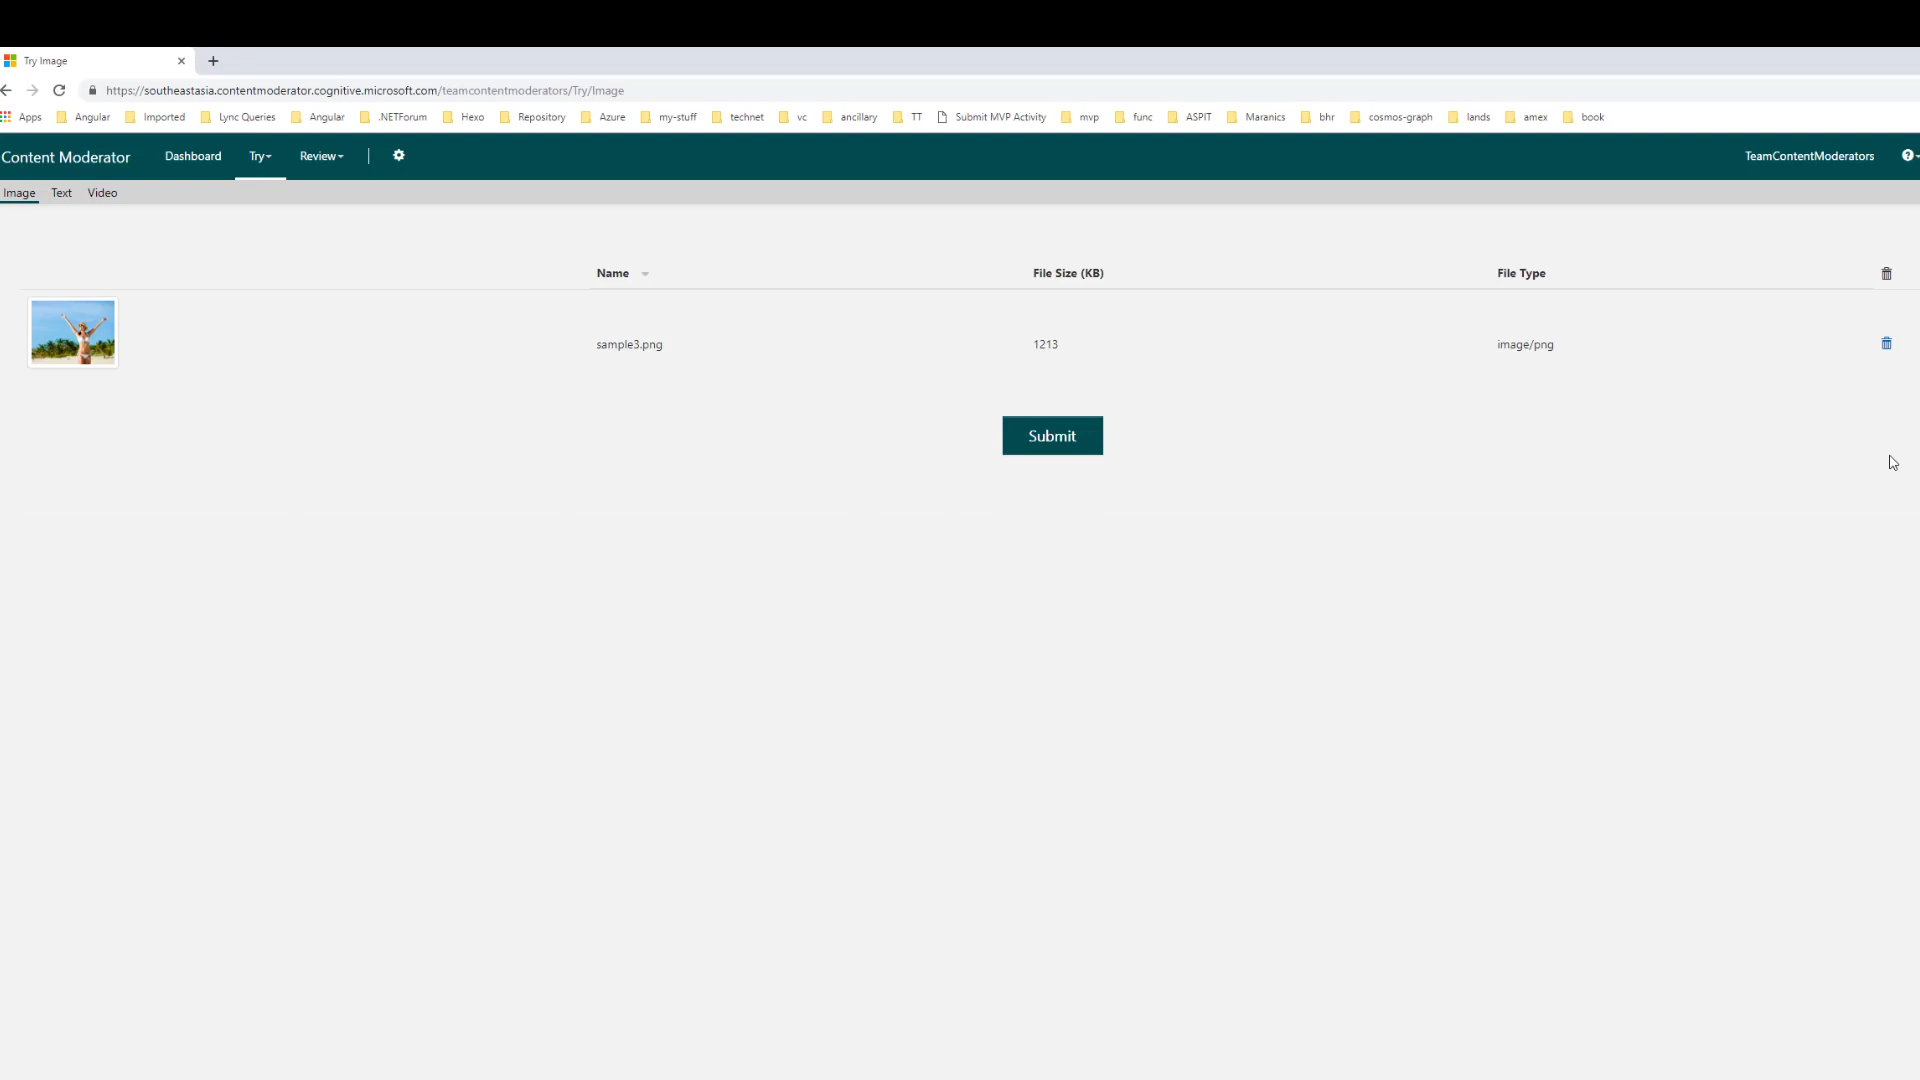 Try Image
https://southeastasia.contentmoderator.cognitive.microsoft.com/teamcontentmoderators/Try/Image
Apps Angular Imported Lync Queries Angular .NETForum Hexo Repository Azure my-stuff technet vc ancillary TT Submit MVP Activity mvp func ASPIT Maranics bhr cosmos-graph lands amex book
Content Moderator Dashboard Try Review TeamContentModerators ?
Image Text Video
Name File Size (KB) File Type
sample3.png 1213 image/png
Submit